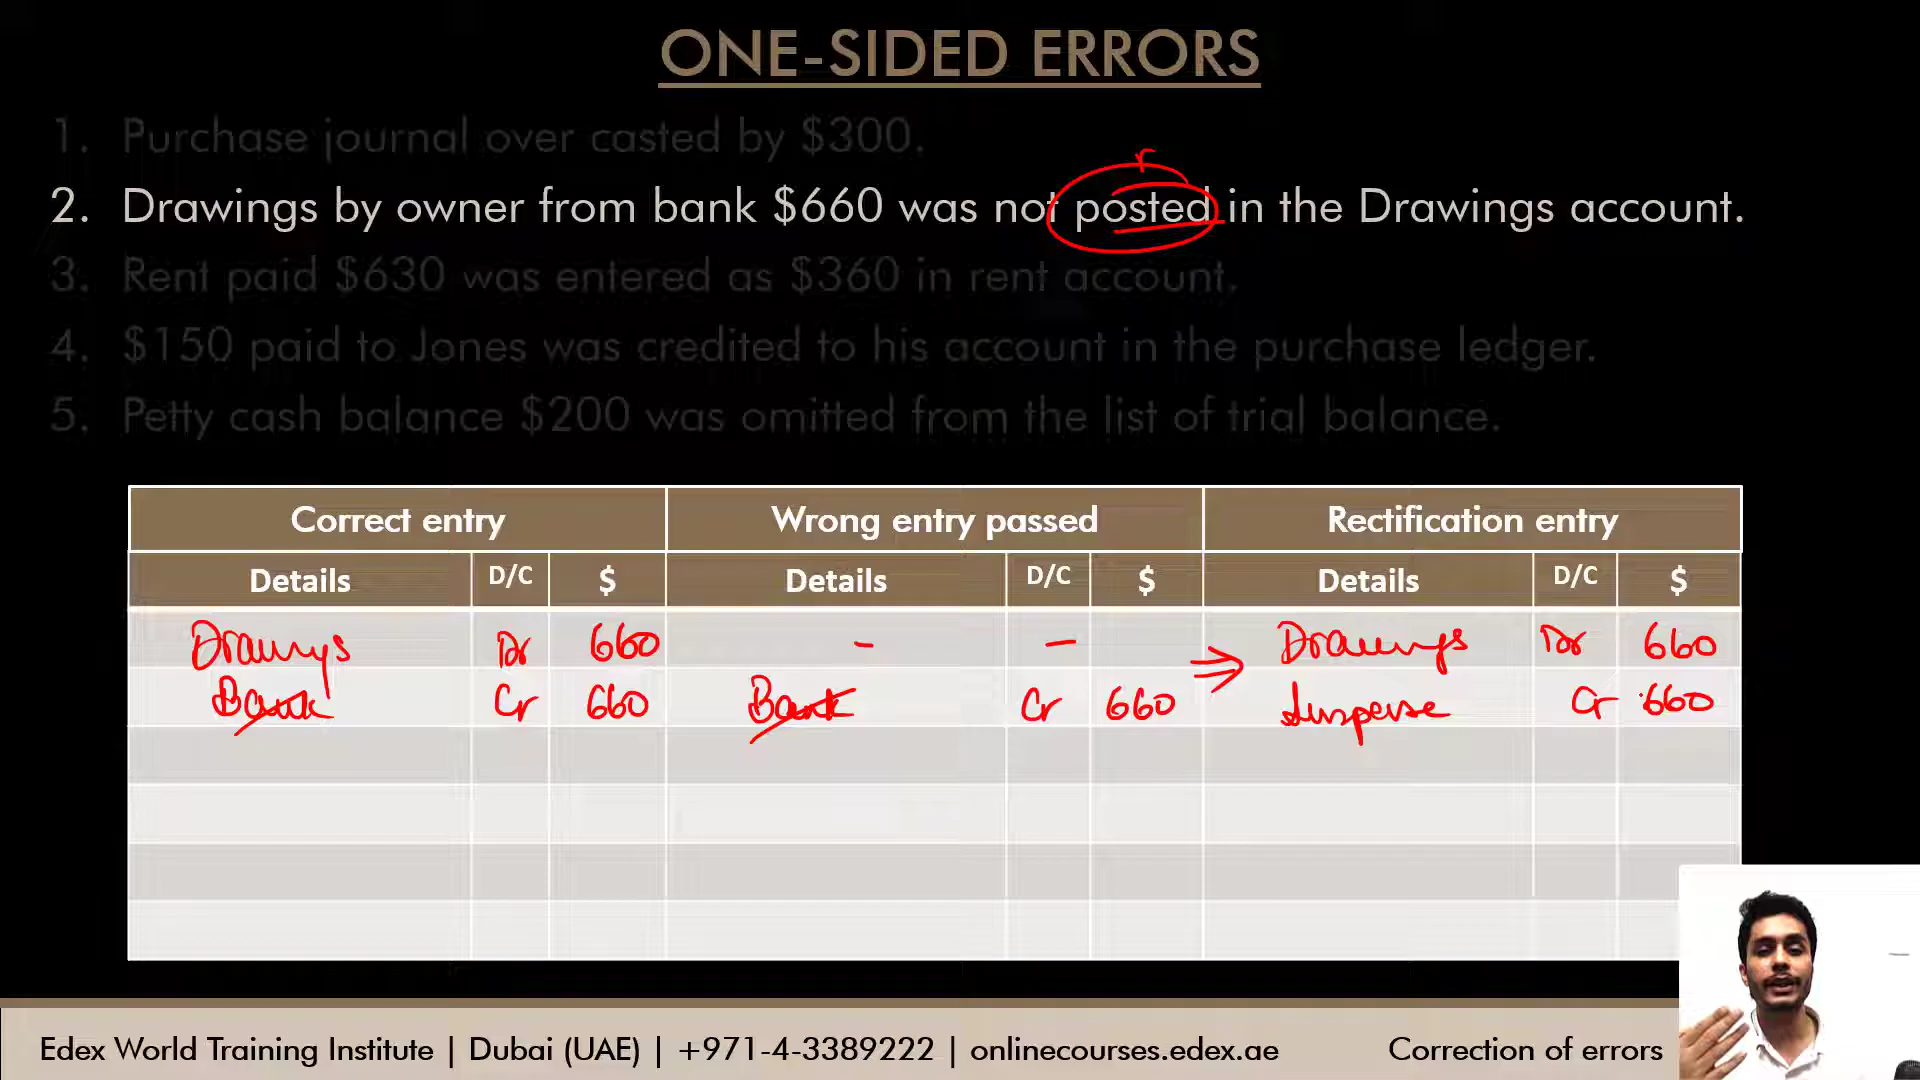 ONE-SIDED ERRORS
1. Purchase journal over casted by $300.
r
2. Drawings by owner from bank $660 was not posted in the Drawings account.
3. Rent paid $630 was entered as $360 in rent account.
4. $150 paid to Jones was credited to his account in the purchase ledger.
5. Petty cash balance $200 was omitted from the list of trial balance.
Correct entry Wrong entry passed Rectification entry
Details D/C $ Details D/C $ Details D/C $
Drawings Dr 660 - - Drawings Dr 660
Bank Cr 660 Bank Cr 660 Suspense Cr 660
Edex World Training Institute | Dubai (UAE) | +971-4-3389222 | onlinecourses.edex.ae Correction of errors